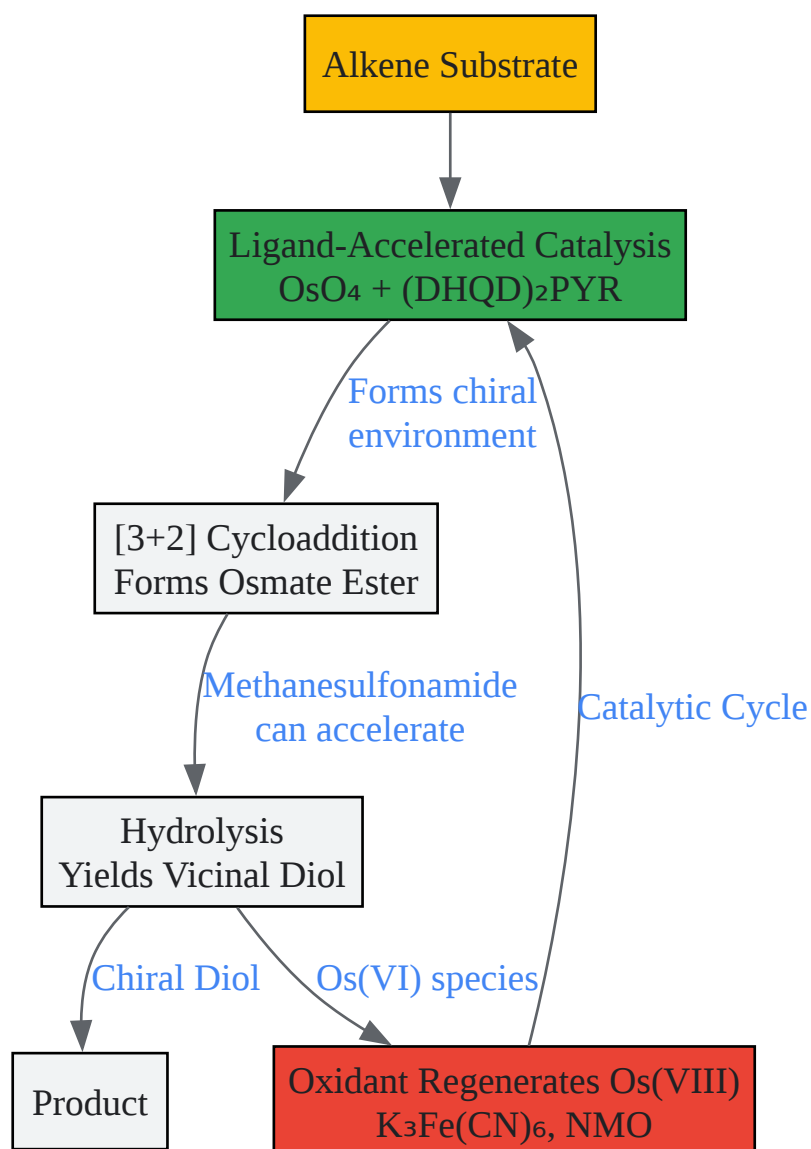 Alkene Substrate
Ligand-Accelerated Catalysis
OsO₄ + (DHQD)₂PYR
Forms chiral
environment
[3+2] Cycloaddition
Forms Osmate Ester
Methanesulfonamide
can accelerate
Catalytic Cycle
Hydrolysis
Yields Vicinal Diol
Chiral Diol
Os(VI) species
Product
Oxidant Regenerates Os(VIII)
K₃Fe(CN)₆, NMO